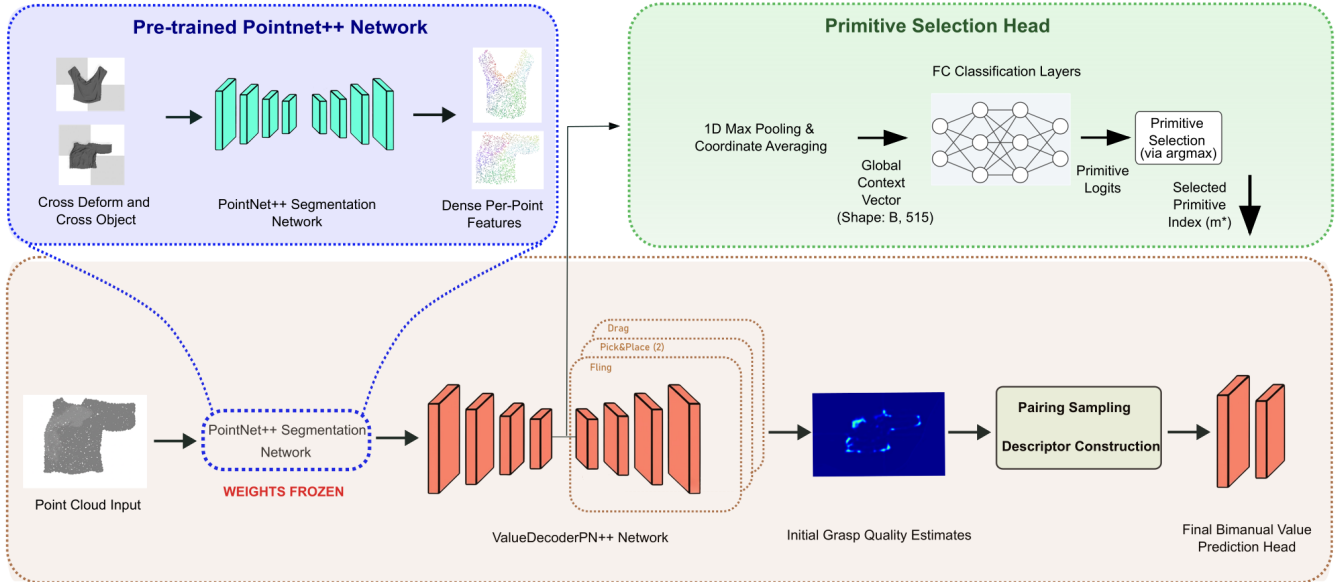 Pre-trained Pointnet++ Network
Cross Deform and
Cross Object
PointNet++ Segmentation
Network
Dense Per-Point
Features
Primitive Selection Head
FC Classification Layers
1D Max Pooling &
Coordinate Averaging
Global
Context
Vector
(Shape: B, 515)
Primitive
Logits
Primitive
Selection
(via argmax)
Selected
Primitive
Index (m*)
Point Cloud Input
PointNet++ Segmentation
Network
WEIGHTS FROZEN
Drag
Pick&Place (2)
Fling
ValueDecoderPN++ Network
Initial Grasp Quality Estimates
Pairing Sampling
Descriptor Construction
Final Bimanual Value
Prediction Head